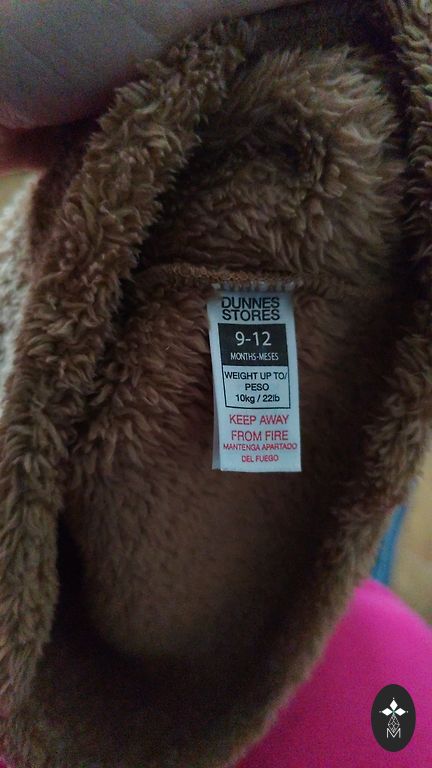 DUNNES
STORES
9-12
MONTHS-MESES
WEIGHT UP TO/
PESO
10kg / 22lb
KEEP AWAY
FROM FIRE
MANTENGA APARTADO
DEL FUEGO
M